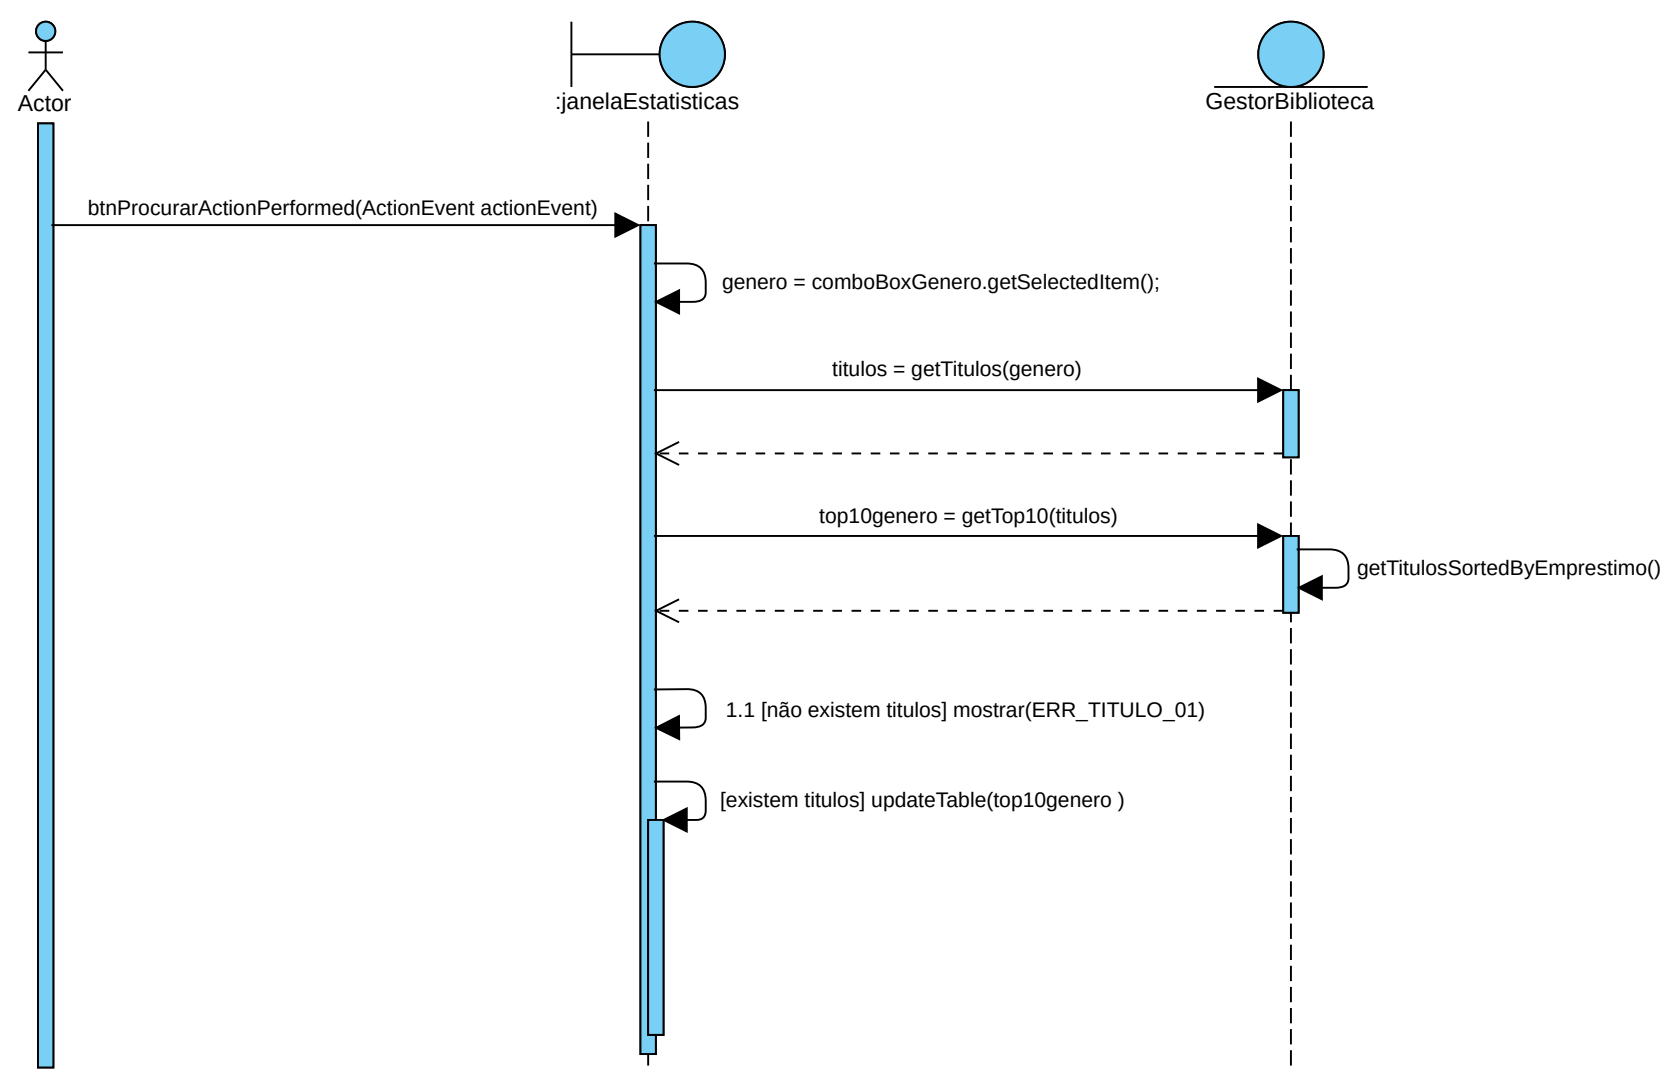 Actor
:janelaEstatisticas
GestorBiblioteca
btnProcurarActionPerformed(ActionEvent actionEvent)
genero = comboBoxGenero.getSelectedItem();
titulos = getTitulos(genero)
top10genero = getTop10(titulos)
getTitulosSortedByEmprestimo()
1.1 [não existem titulos] mostrar(ERR_TITULO_01)
[existem titulos] updateTable(top10genero )